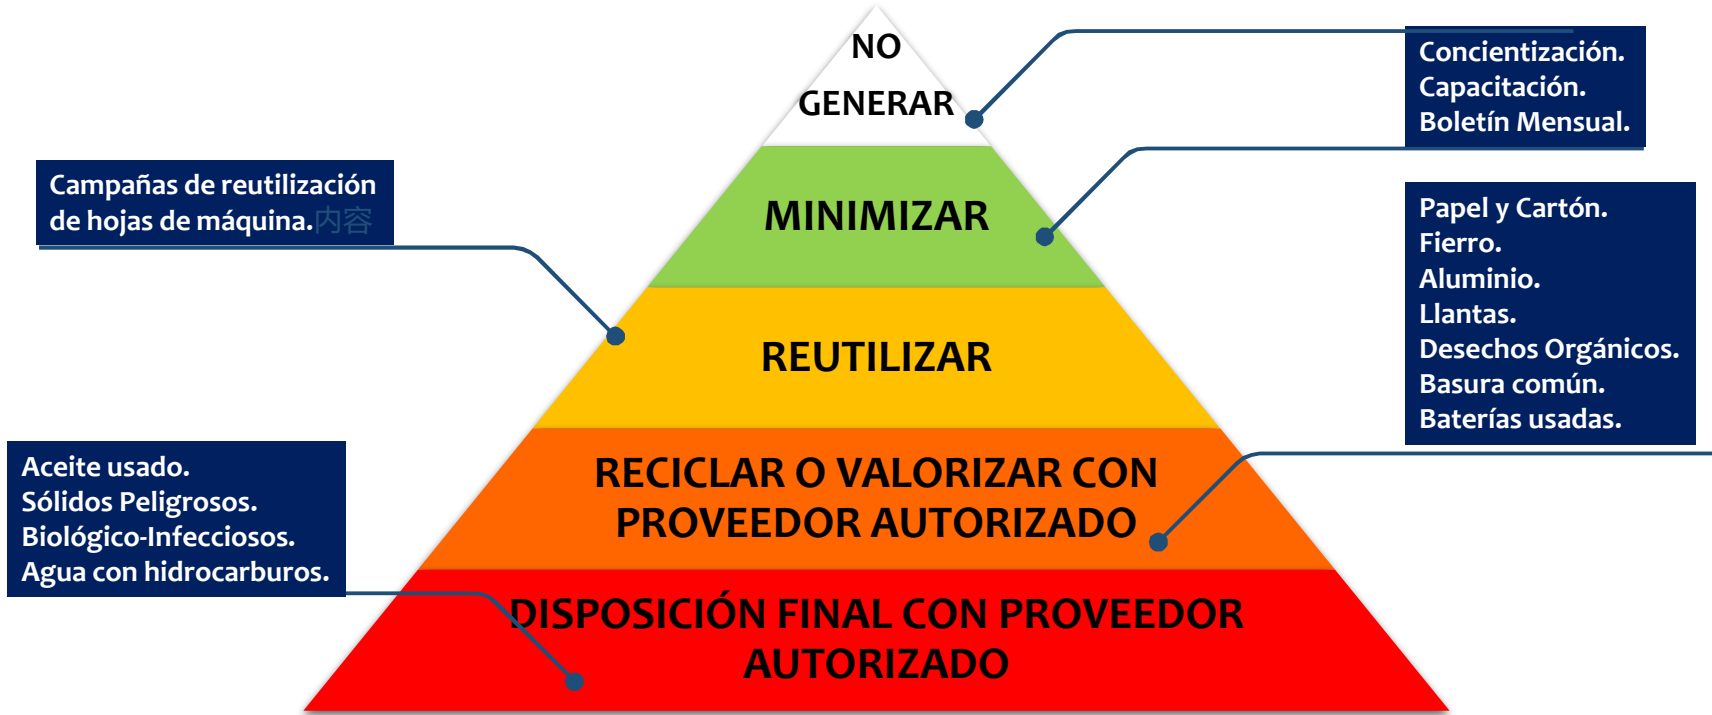 NO
GENERAR
Concientización.
Capacitación.
Boletín Mensual.
MINIMIZAR
Campañas de reutilización
de hojas de máquina.内容
REUTILIZAR
Papel y Cartón.
Fierro.
Aluminio.
Llantas.
Desechos Orgánicos.
Basura común.
Baterías usadas.
RECICLAR O VALORIZAR CON
PROVEEDOR AUTORIZADO
Aceite usado.
Sólidos Peligrosos.
Biológico-Infecciosos.
Agua con hidrocarburos.
DISPOSICIÓN FINAL CON PROVEEDOR
AUTORIZADO